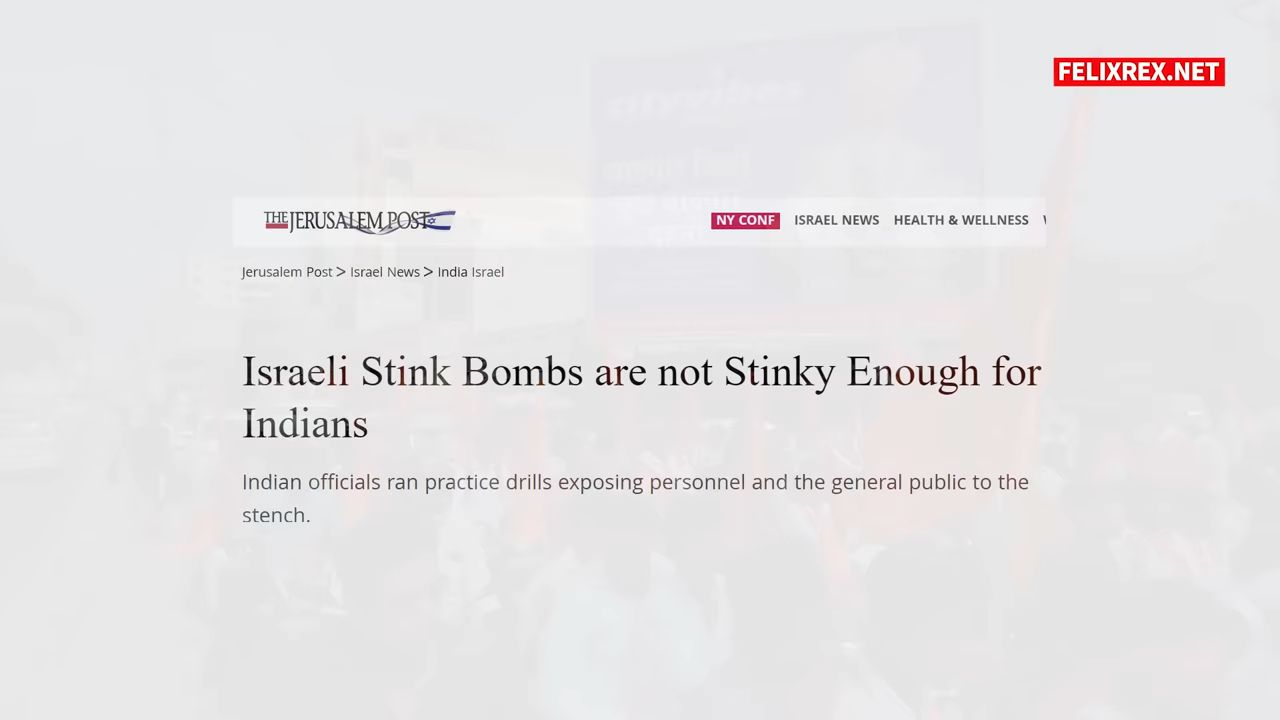 FELIXREX.NET
THE JERUSALEM POST
NY CONF ISRAEL NEWS HEALTH & WELLNESS
Jerusalem Post > Israel News > India Israel
Israeli Stink Bombs are not Stinky Enough for
Indians
Indian officials ran practice drills exposing personnel and the general public to the
stench.